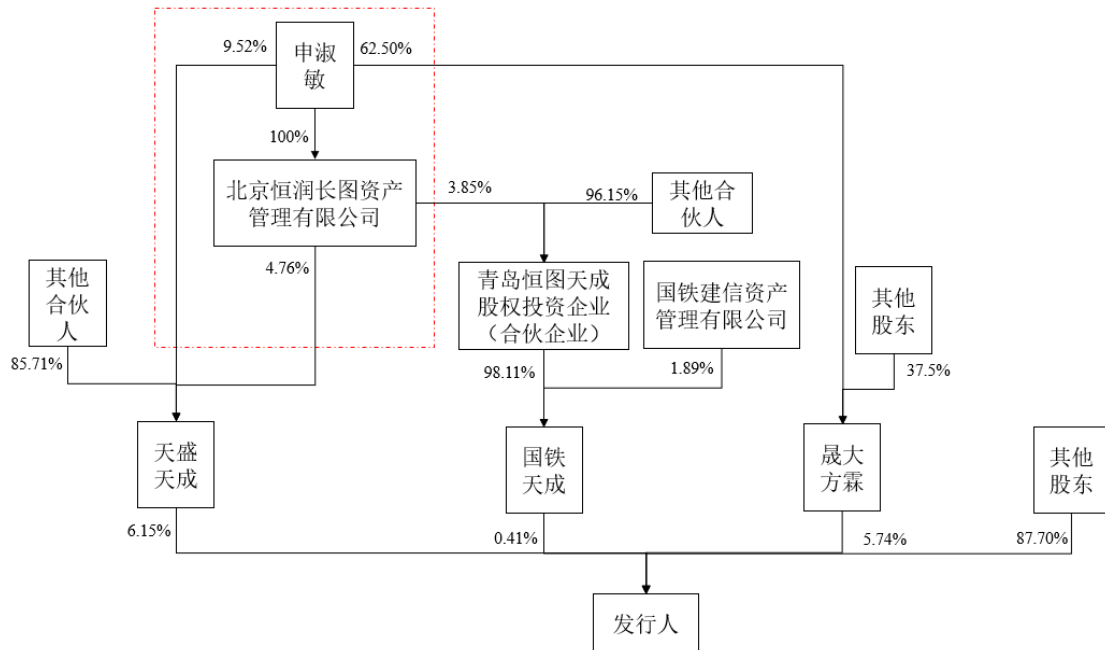 9.52%
申淑
敏
62.50%
100%
北京恒润长图资产
管理有限公司
3.85%
96.15%
其他合
伙人
4.76%
其他
合伙
人
85.71%
青岛恒图天成
股权投资企业
（合伙企业）
国铁建信资产
管理有限公司
其他
股东
98.11%
1.89%
37.5%
天盛
天成
国铁
天成
晟大
方霖
其他
股东
6.15%
0.41%
5.74%
87.70%
发行人